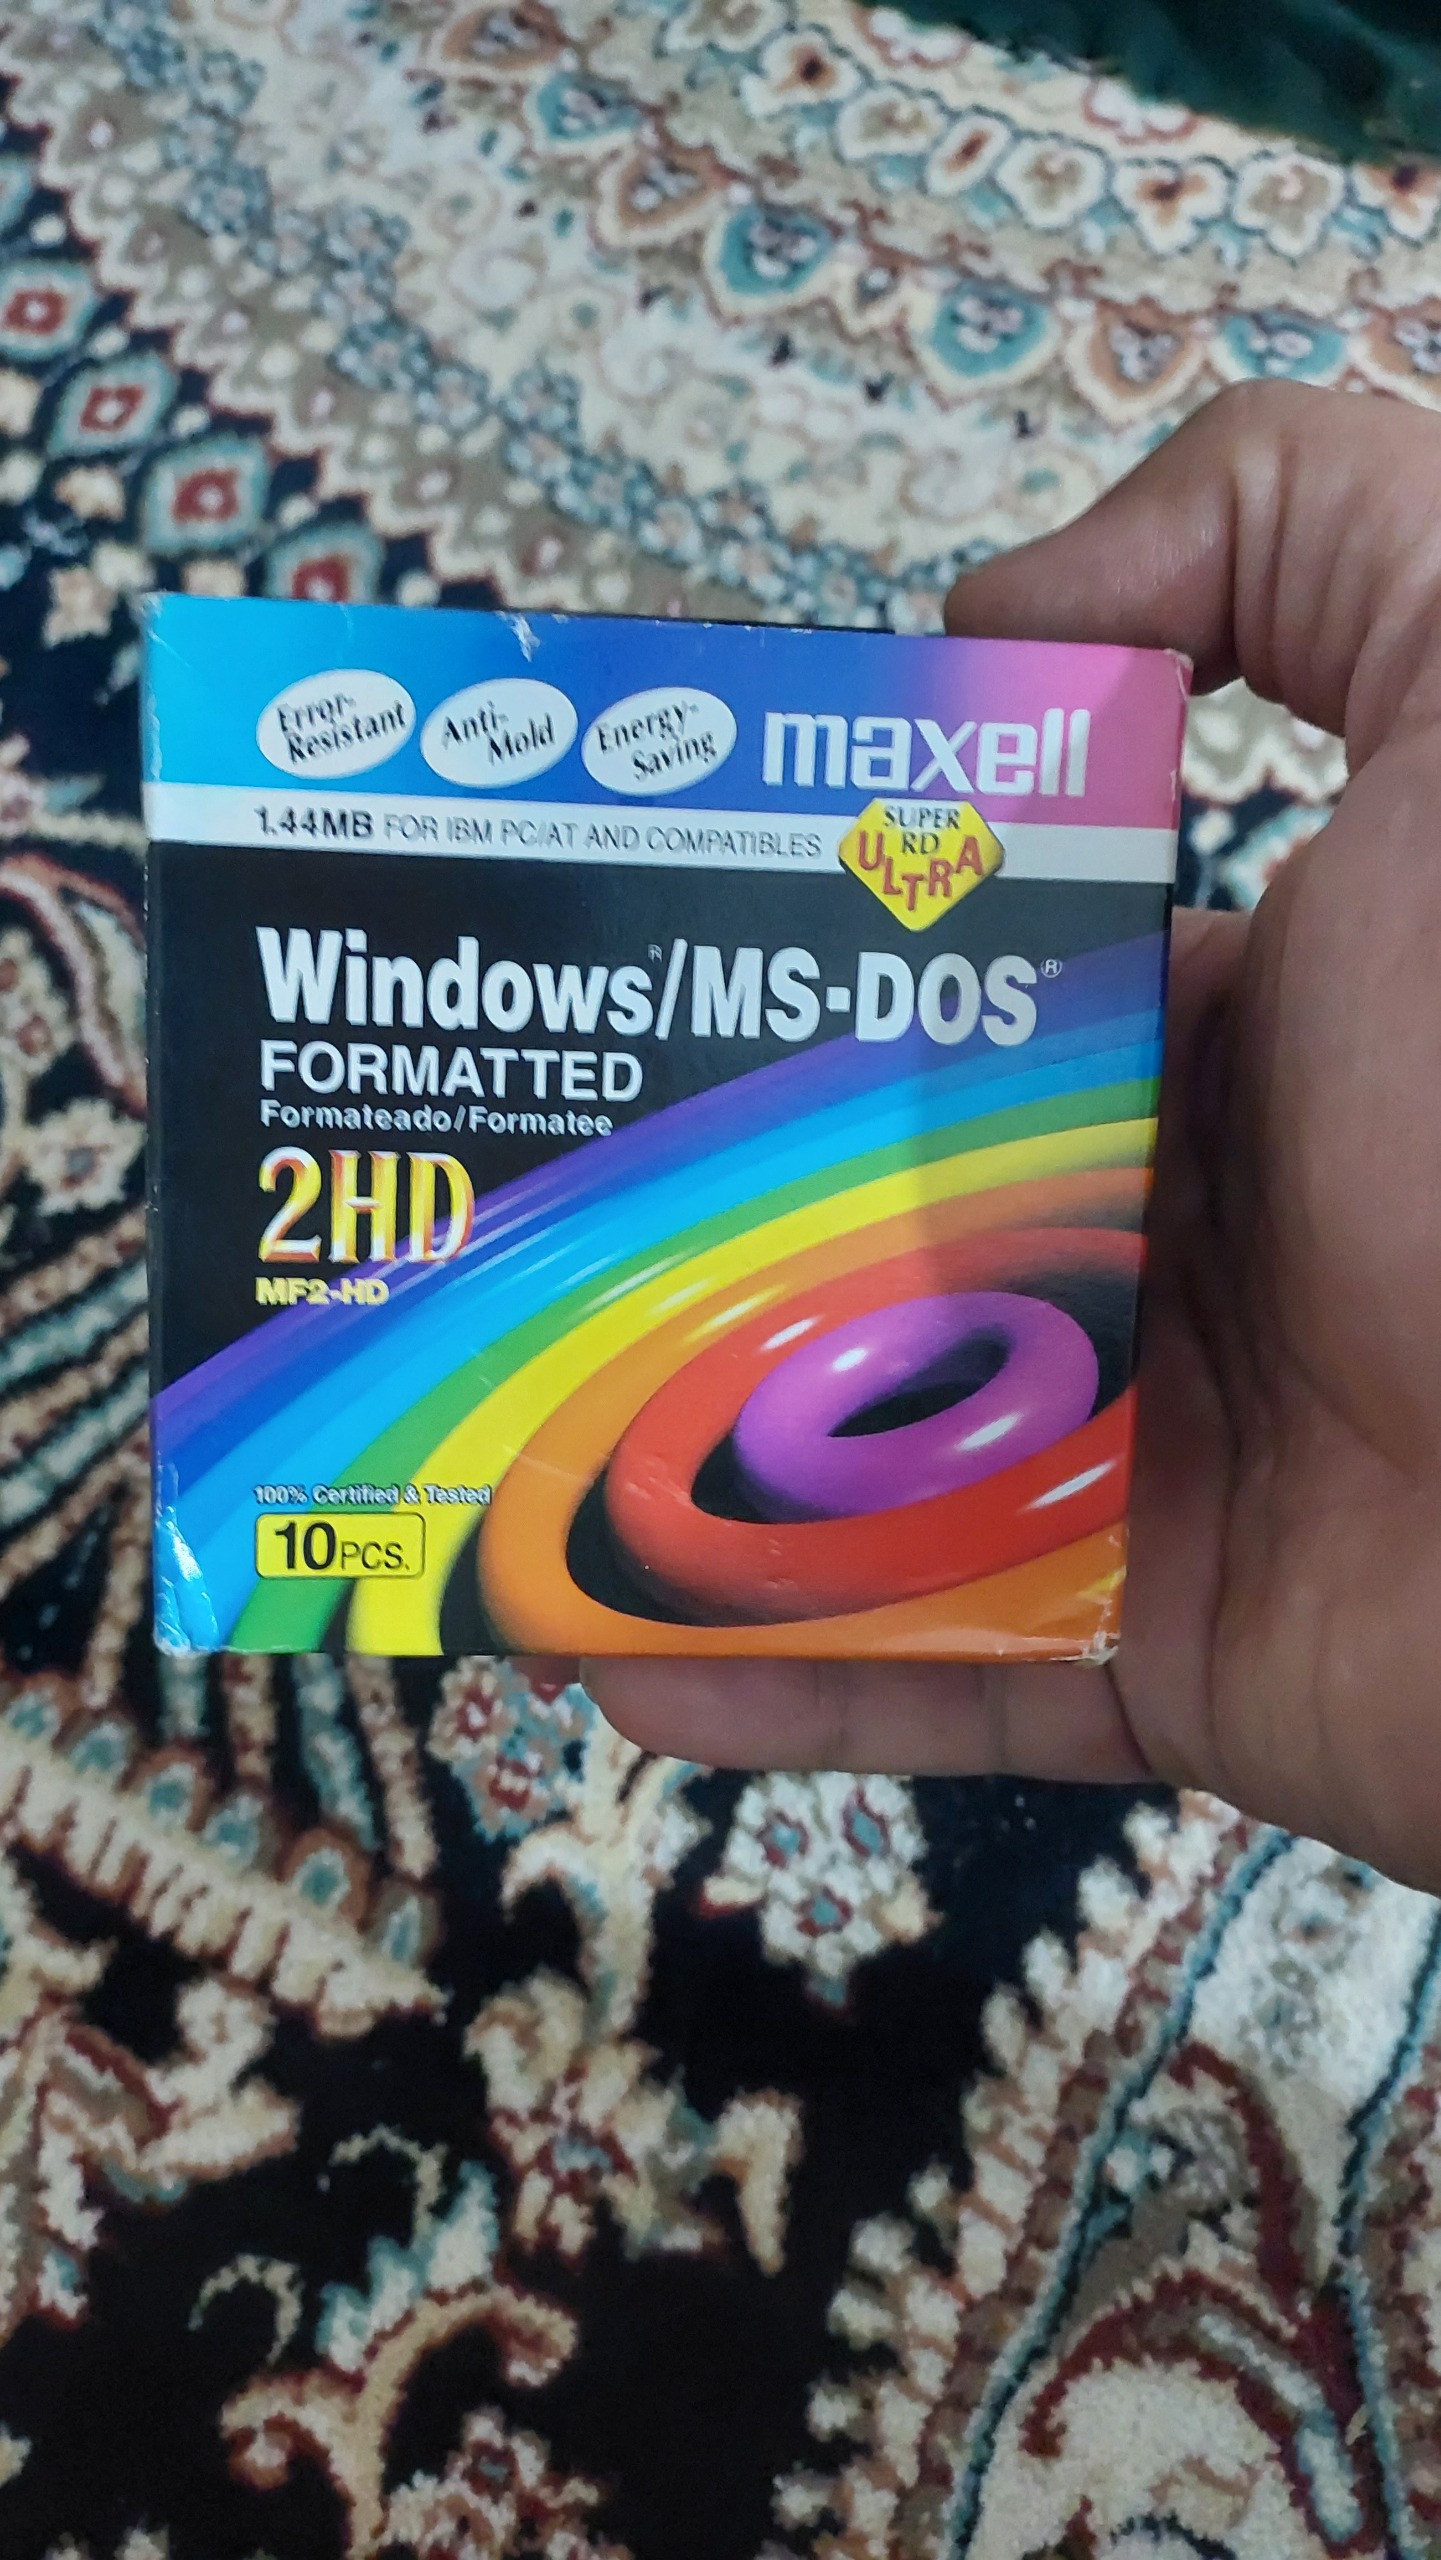 Error-
Resistant
Anti-
Mold
Energy-
Saving
maxell
1.44MB FOR IBM PC/AT AND COMPATIBLES
SUPER
RD
ULTRA
Windows®/MS-DOS®
FORMATTED
Formateado/Formatee
2HD
MF2-HD
100% Certified & Tested
10PCS.